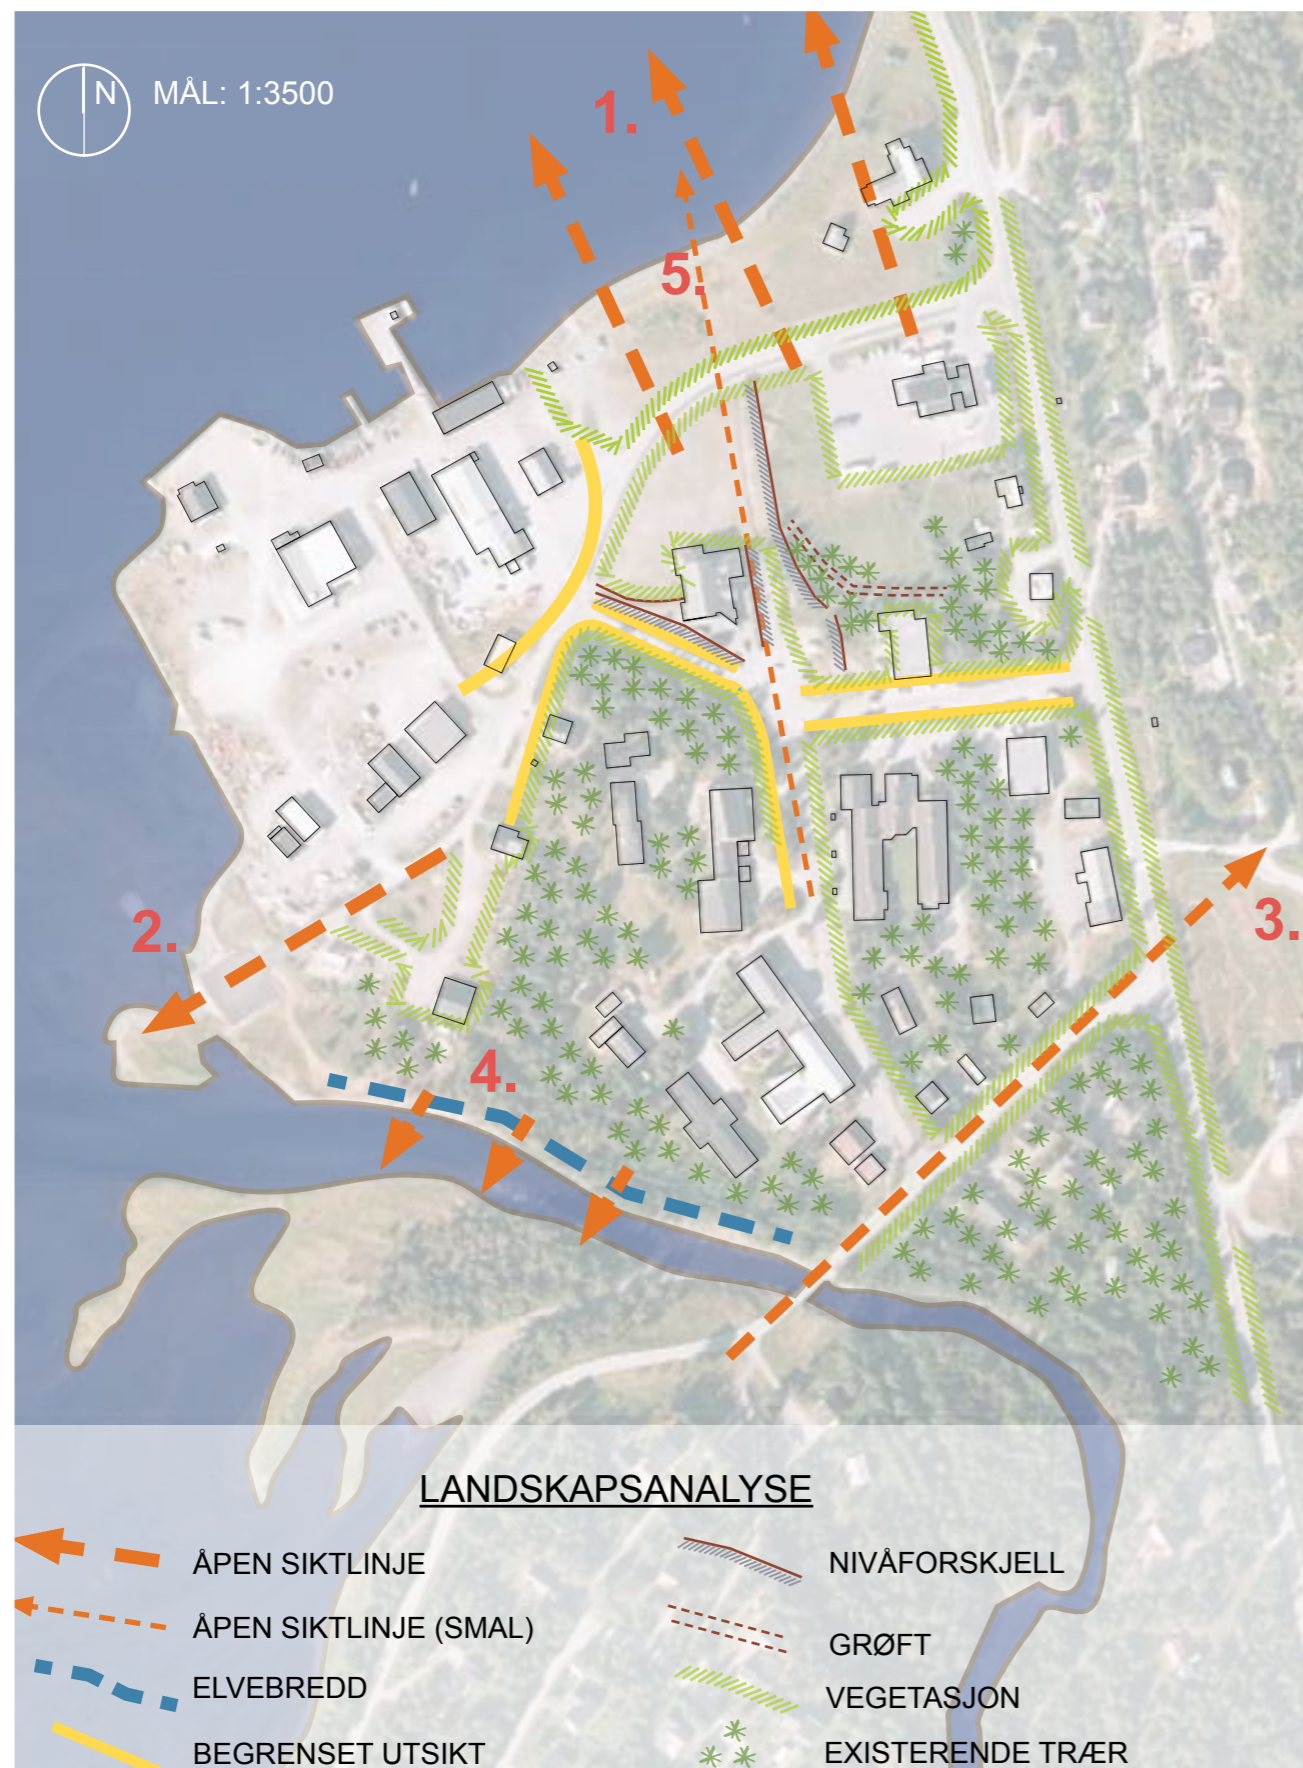 N
MÅL: 1:3500
1.
5.
2.
3.
4.
LANDSKAPSANALYSE
ÅPEN SIKTLINJE
ÅPEN SIKTLINJE (SMAL)
ELVEBREDD
BEGRENSET UTSIKT
NIVÅFORSKJELL
GRØFT
VEGETASJON
EXISTERENDE TRÆR